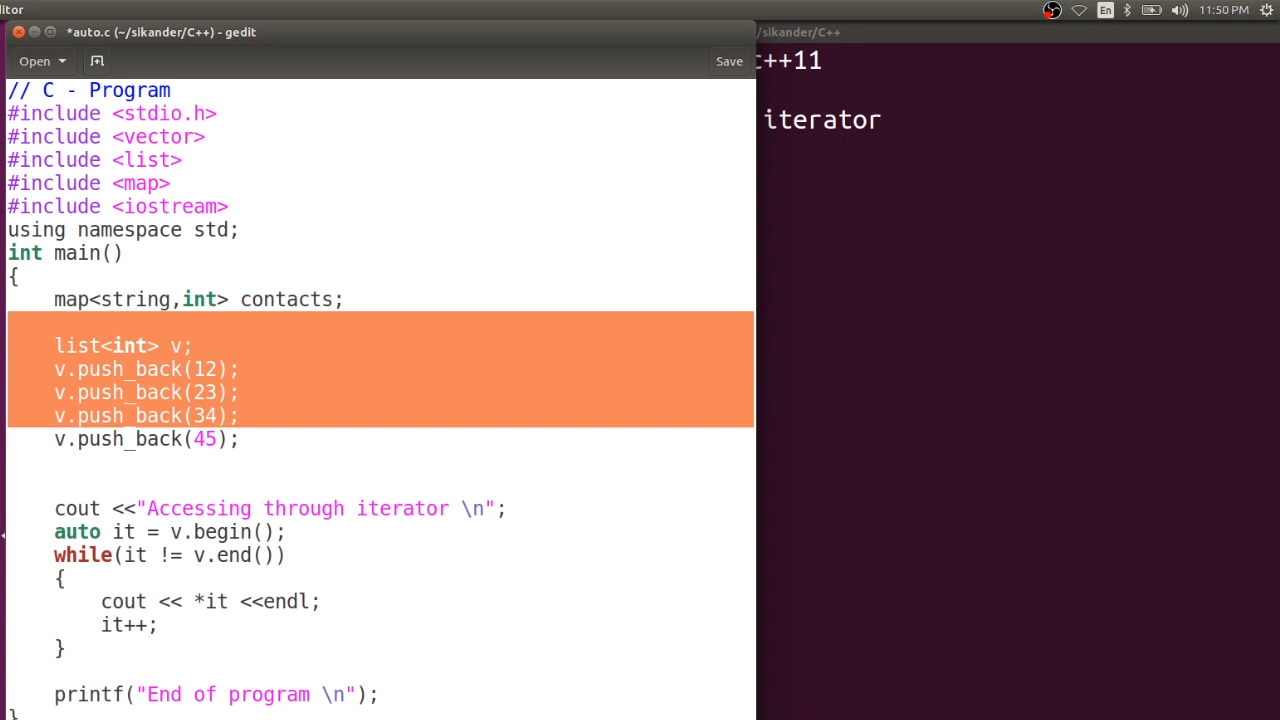 itor
En
11:50 PM
*auto.c (~/sikander/C++) - gedit
/sikander/C++
Open
Save
// C - Program
#include <stdio.h>
#include <vector>
#include <list>
#include <map>
#include <iostream>
using namespace std;
int main()
{
    map<string,int> contacts;
    list<int> v;
    v.push_back(12);
    v.push_back(23);
    v.push_back(34);
    v.push_back(45);
    cout <<"Accessing through iterator \n";
    auto it = v.begin();
    while(it != v.end())
    {
        cout << *it <<endl;
        it++;
    }
    printf("End of program \n");
}
c++11
iterator